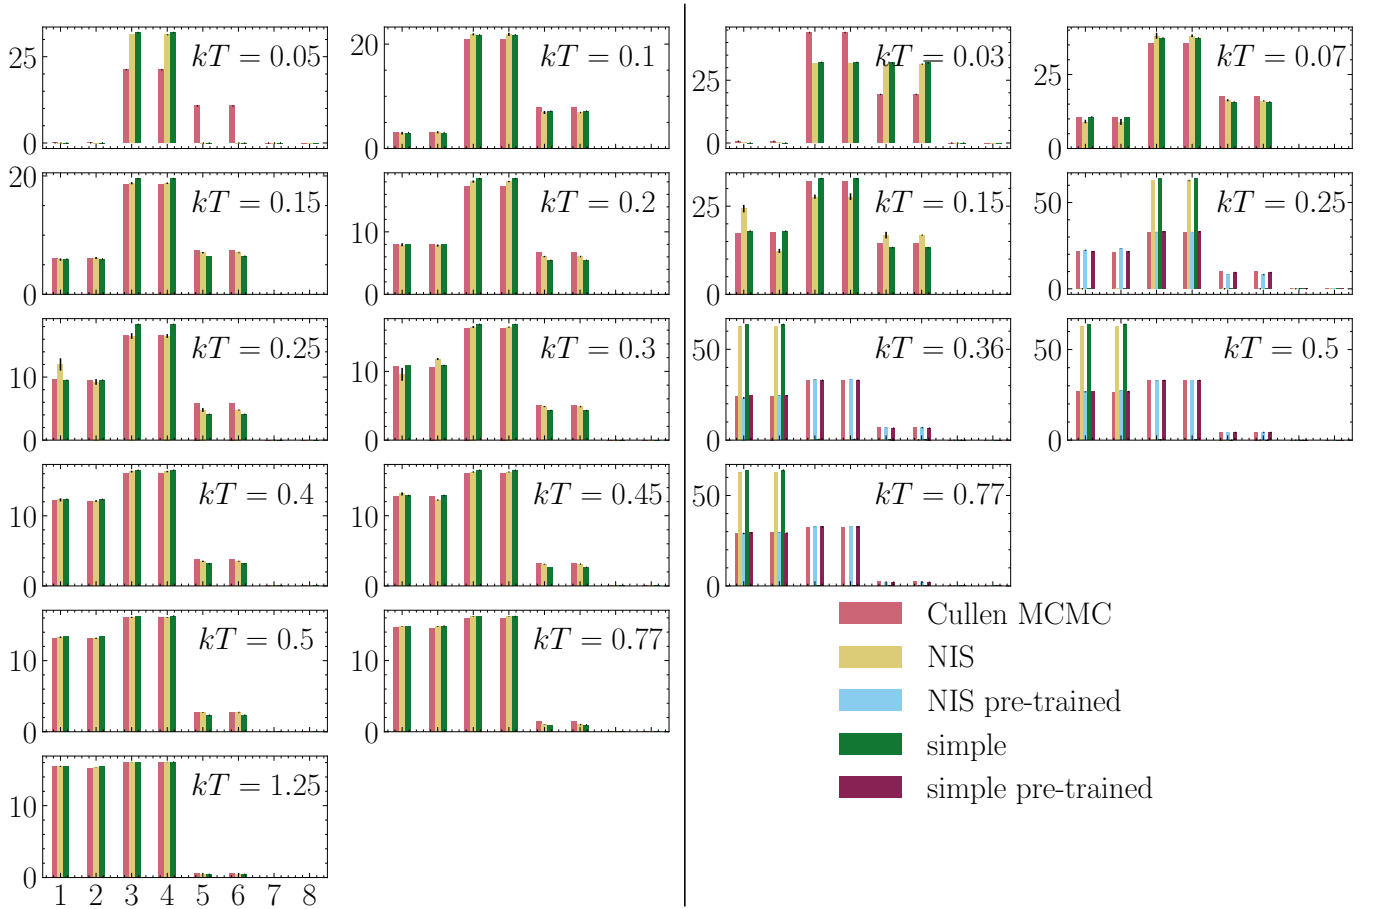 25
0
kT = 0.05
20
0
kT = 0.1
25
0
kT = 0.03
25
0
kT = 0.07
20
0
kT = 0.15
10
0
kT = 0.2
25
0
kT = 0.15
50
0
kT = 0.25
10
0
kT = 0.25
10
0
kT = 0.3
50
0
kT = 0.36
50
0
kT = 0.5
10
0
kT = 0.4
10
0
kT = 0.45
50
0
kT = 0.77
10
0
kT = 0.5
10
0
kT = 0.77
10
0
kT = 1.25
1 2 3 4 5 6 7 8
Cullen MCMC
NIS
NIS pre-trained
simple
simple pre-trained